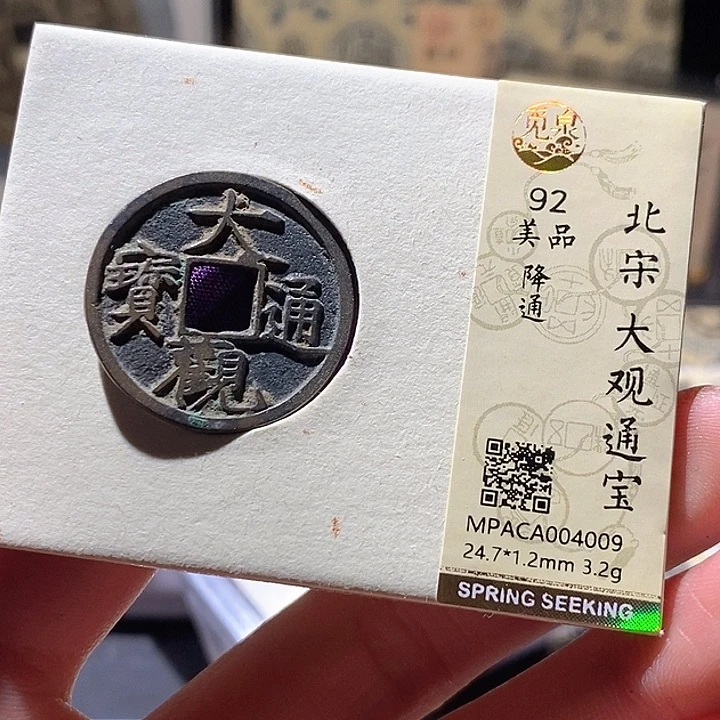 大觀通寶
觅泉
92
美品
降通
北宋大观通宝
MPACA004009
24.7*1.2mm 3.2g
SPRING SEEKING